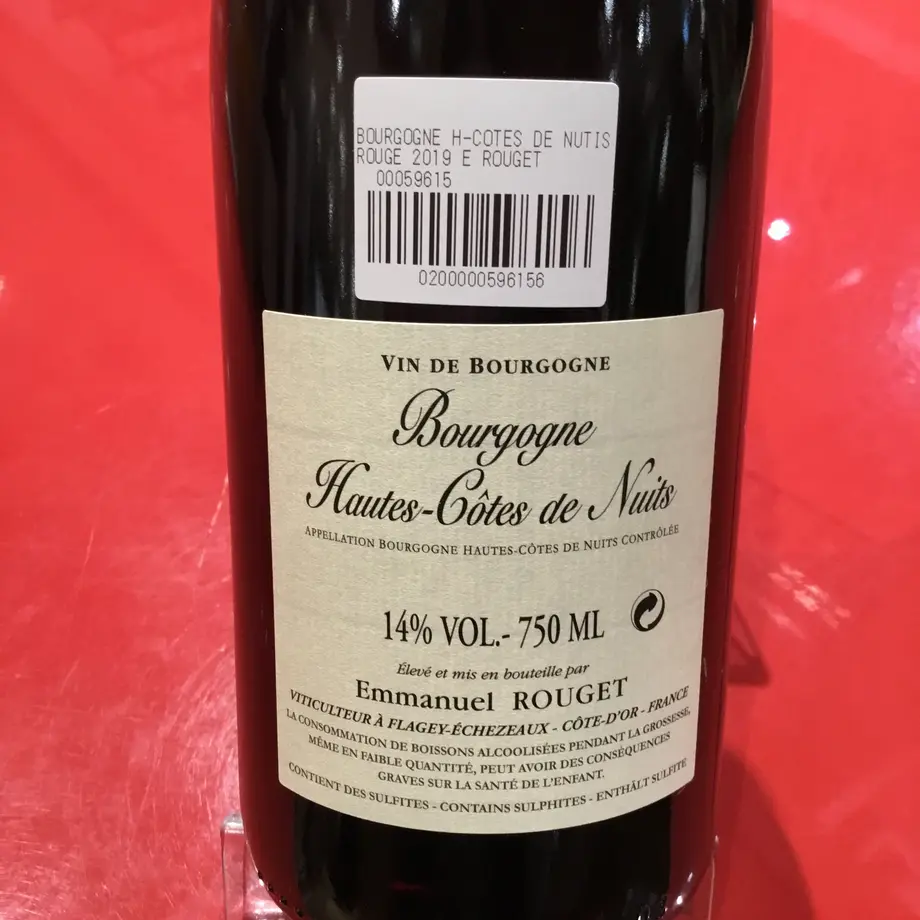 BOURGOGNE H-COTES DE NUTIS
ROUGE 2019 E ROUGET
00059615
0200000596156
VIN DE BOURGOGNE
Bourgogne
Hautes-Côtes de Nuits
APPELLATION BOURGOGNE HAUTES-CÔTES DE NUITS CONTRÔLÉE
14% VOL.- 750 ML
Élevé et mis en bouteille par
Emmanuel ROUGET
VITICULTEUR À FLAGEY-ÉCHEZEAUX - CÔTE-D'OR - FRANCE
LA CONSOMMATION DE BOISSONS ALCOOLISÉES PENDANT LA GROSSESSE,
MÊME EN FAIBLE QUANTITÉ, PEUT AVOIR DES CONSÉQUENCES
GRAVES SUR LA SANTÉ DE L'ENFANT.
CONTIENT DES SULFITES - CONTAINS SULPHITES - ENTHÄLT SULFITE